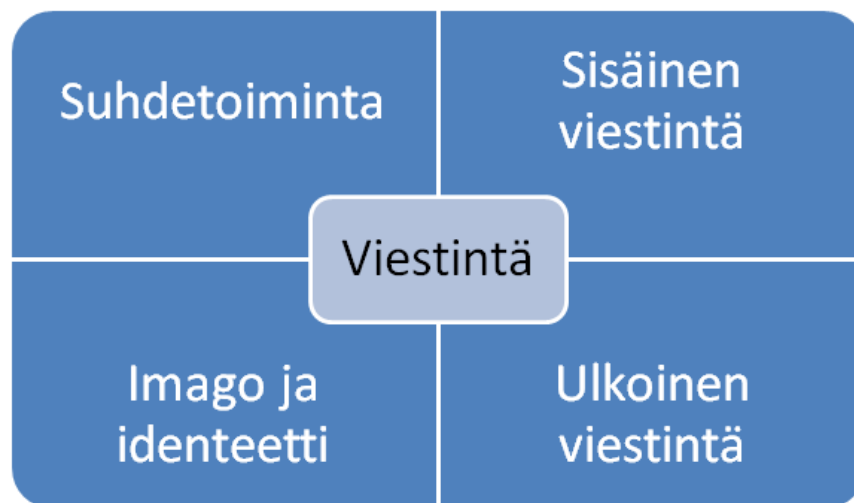 Suhdetoiminta
Sisäinen
viestintä
Viestintä
Imago ja
identeetti
Ulkoinen
viestintä